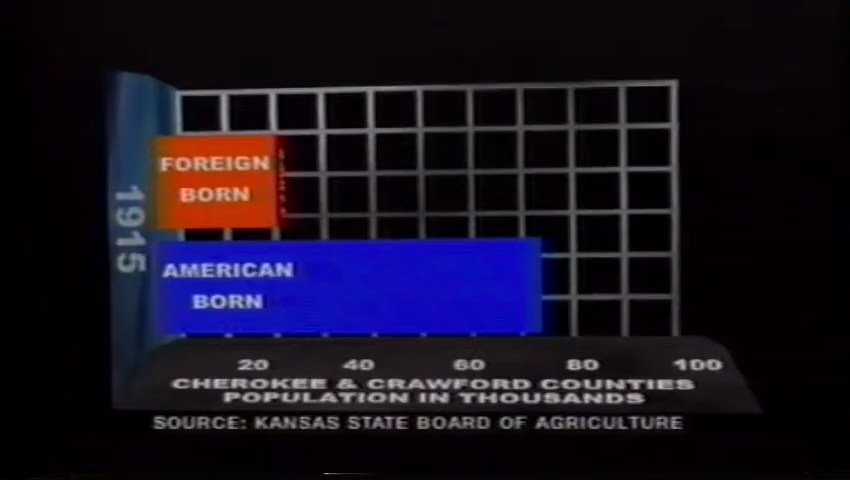 FOREIGN
BORN
1915
AMERICAN
BORN
20 40 60 80 100
CHEROKEE & CRAWFORD COUNTIES
POPULATION IN THOUSANDS
SOURCE: KANSAS STATE BOARD OF AGRICULTURE